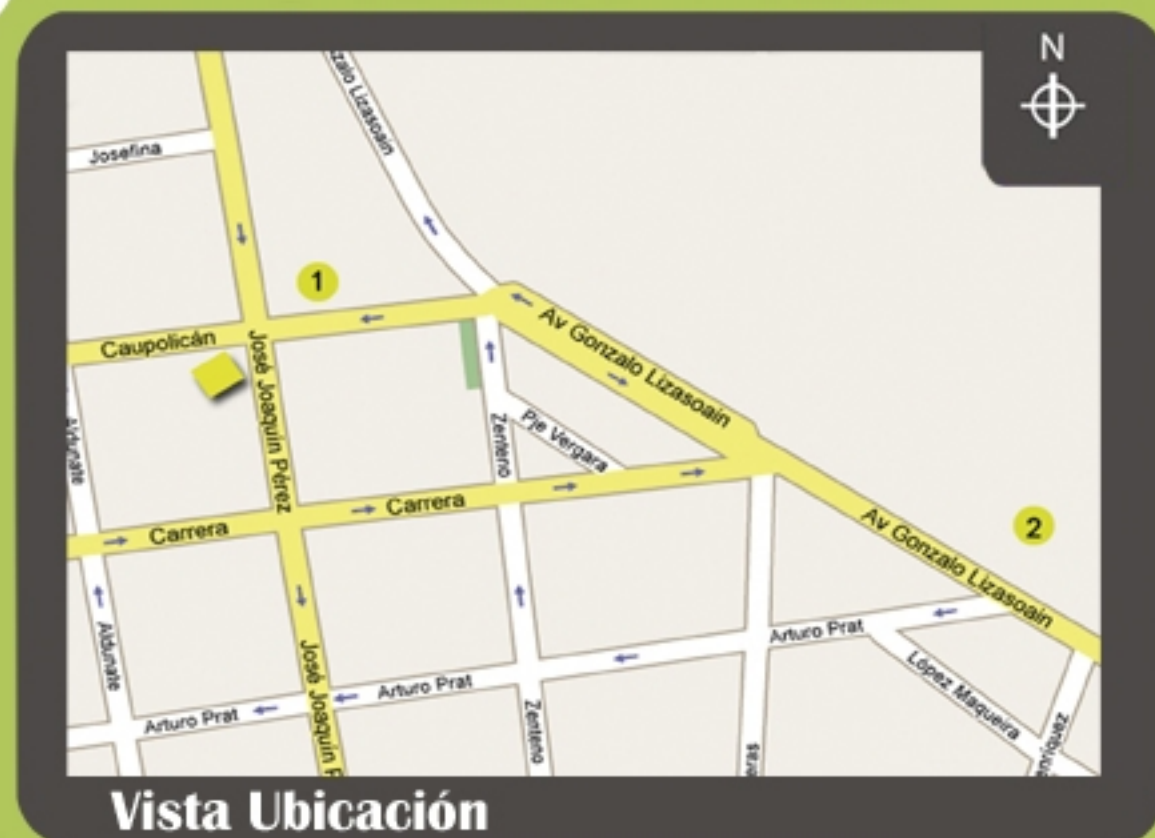 N
zalo Lizasoain
Josefina
1
Caupolicán
José Joaquín Pérez
Av Gonzalo Lizasoain
Zenteno
Pje Vergara
Aldunate
Carrera
Carrera
Av Gonzalo Lizasoain
2
Aldunate
Arturo Prat
José Joaquín P
Arturo Prat
Arturo Prat
López Maqueira
Zenteno
eras
Vista Ubicación